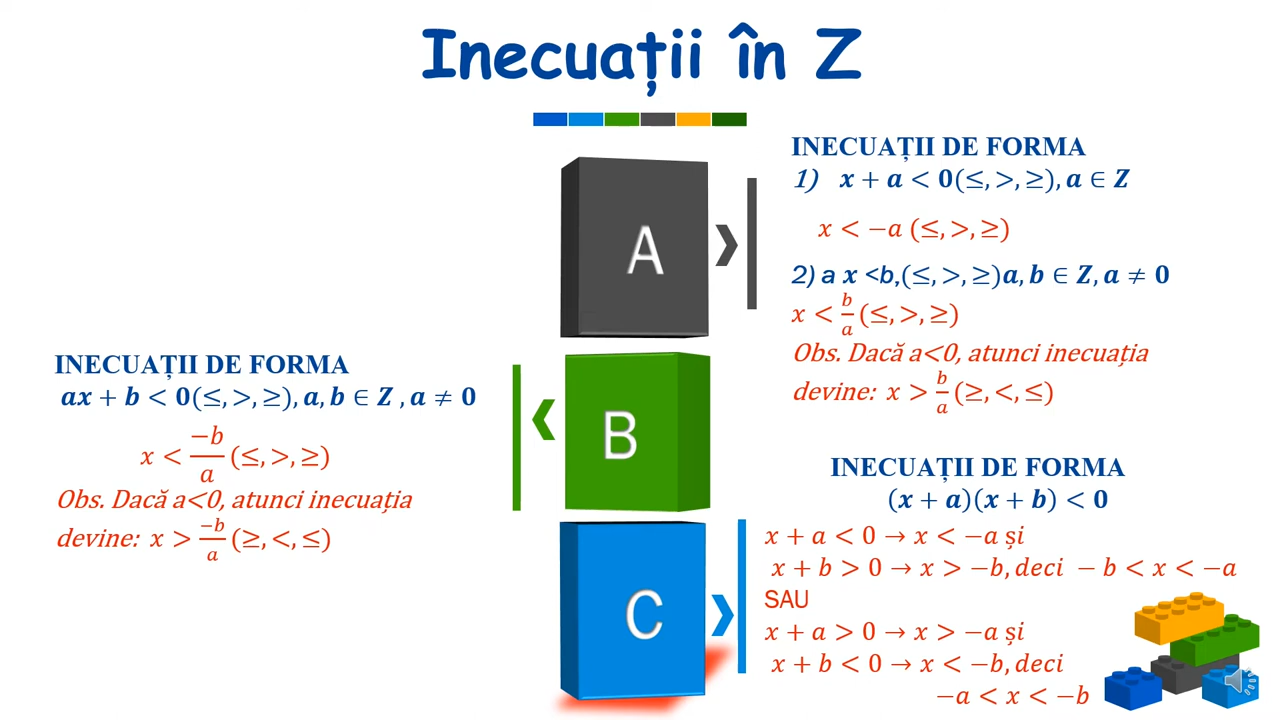 Inecuații în Z
A
INECUAȚII DE FORMA
1) x + a < 0(≤, >, ≥), a ∈ Z
x < −a (≤, >, ≥)
2) a x <b,(≤, >, ≥)a, b ∈ Z, a ≠ 0
x < b/a (≤, >, ≥)
Obs. Dacă a<0, atunci inecuația
devine: x > b/a (≥, <, ≤)
B
INECUAȚII DE FORMA
ax + b < 0(≤, >, ≥), a, b ∈ Z , a ≠ 0
x < −b/a (≤, >, ≥)
Obs. Dacă a<0, atunci inecuația
devine: x > −b/a (≥, <, ≤)
C
INECUAȚII DE FORMA
(x + a)(x + b) < 0
x + a < 0 → x < −a și
x + b > 0 → x > −b, deci − b < x < −a
SAU
x + a > 0 → x > −a și
x + b < 0 → x < −b, deci
−a < x < −b